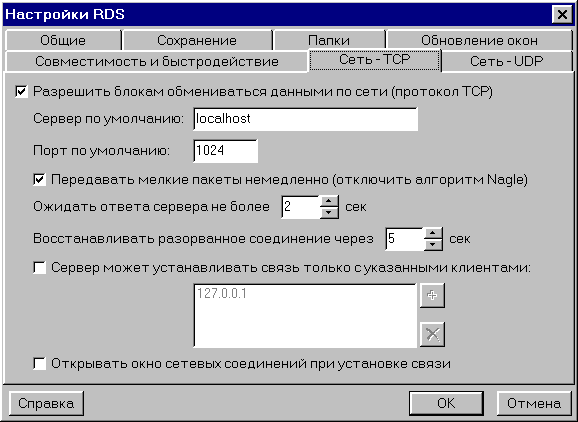 Настройки RDS
Общие Сохранение Папки Обновление окон
Совместимость и быстродействие Сеть - TCP Сеть - UDP
Разрешить блокам обмениваться данными по сети (протокол TCP)
Сервер по умолчанию: localhost
Порт по умолчанию: 1024
Передавать мелкие пакеты немедленно (отключить алгоритм Nagle)
Ожидать ответа сервера не более 2 сек
Восстанавливать разорванное соединение через 5 сек
Сервер может устанавливать связь только с указанными клиентами:
127.0.0.1
Открывать окно сетевых соединений при установке связи
Справка OK Отмена